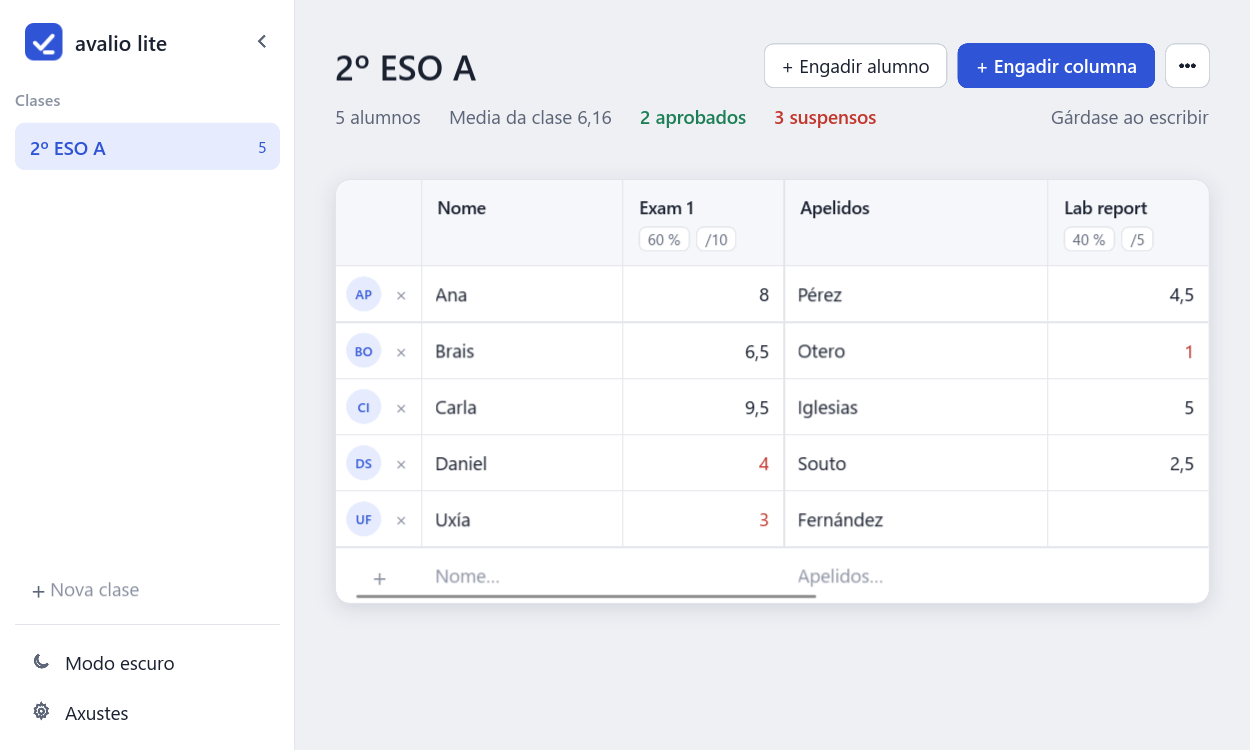 avalio lite
Clases
2º ESO A 5
+ Nova clase
Modo escuro
Axustes
2º ESO A
+ Engadir alumno
+ Engadir columna
•••
5 alumnos Media da clase 6,16 2 aprobados 3 suspensos Gárdase ao escribir
Nome Exam 1 Apelidos Lab report
60 % /10 40 % /5
AP × Ana 8 Pérez 4,5
BO × Brais 6,5 Otero 1
CI × Carla 9,5 Iglesias 5
DS × Daniel 4 Souto 2,5
UF × Uxía 3 Fernández
+ Nome... Apelidos...